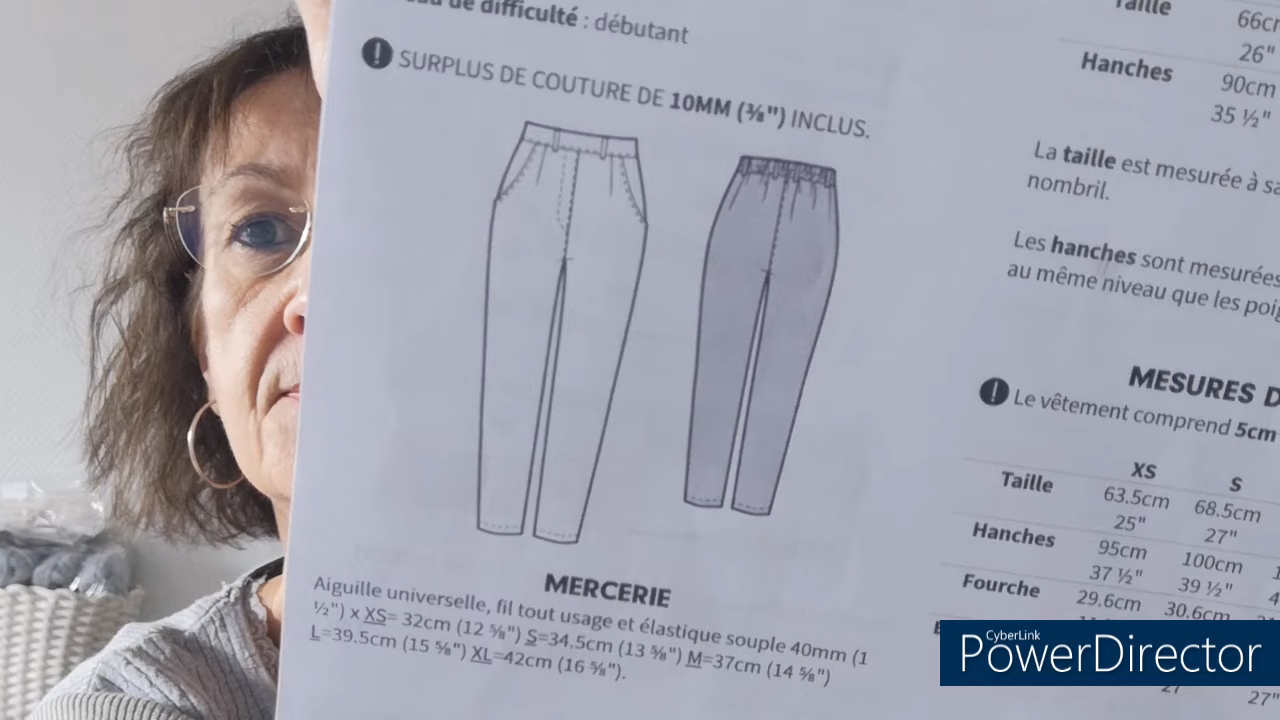 de difficulté : débutant
SURPLUS DE COUTURE DE 10MM (⅜") INCLUS.
MERCERIE
Aiguille universelle, fil tout usage et élastique souple 40mm (1
½") x XS= 32cm (12 ⅝") S=34.5cm (13 ⅝") M=37cm (14 ⅝")
L=39.5cm (15 ⅝") XL=42cm (16 ⅝").
Taille
26"
Hanches 90cm
35 ½"
La taille est mesurée à
nombril.
Les hanches sont mesurées
au même niveau que les
MESURES
Le vêtement comprend 5cm
XS S
Taille 63.5cm 68.5cm
25" 27"
Hanches 95cm 100cm
37 ½" 39 ½"
Fourche 29.6cm 30.6cm
CyberLink
PowerDirector
27"